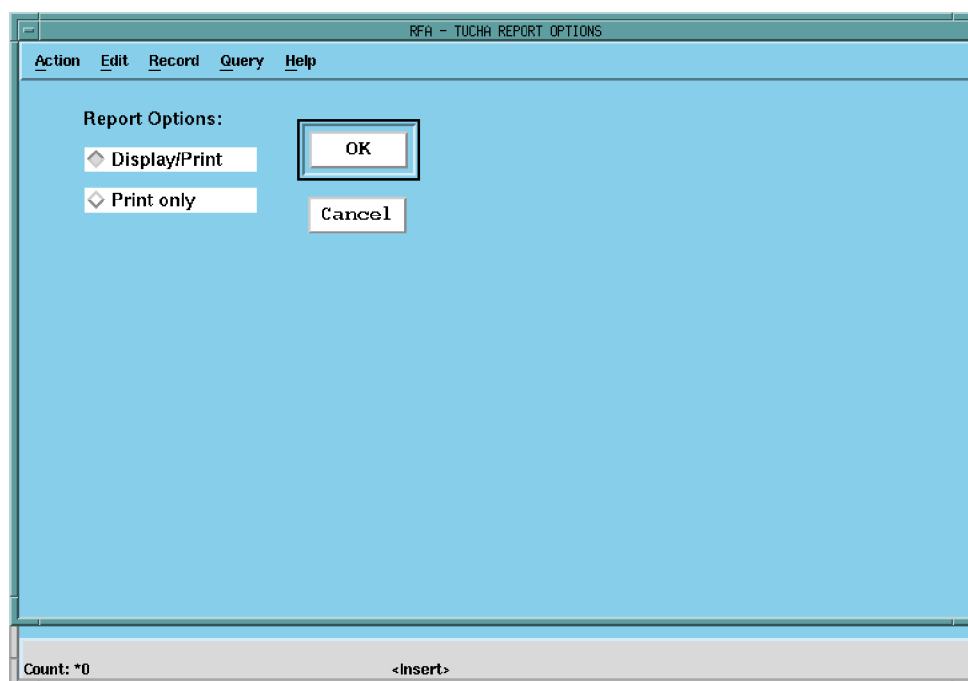 RFA - TUCHA REPORT OPTIONS
Action Edit Record Query Help
Report Options:
Display/Print
Print only
OK
Cancel
Count: *0 <Insert>